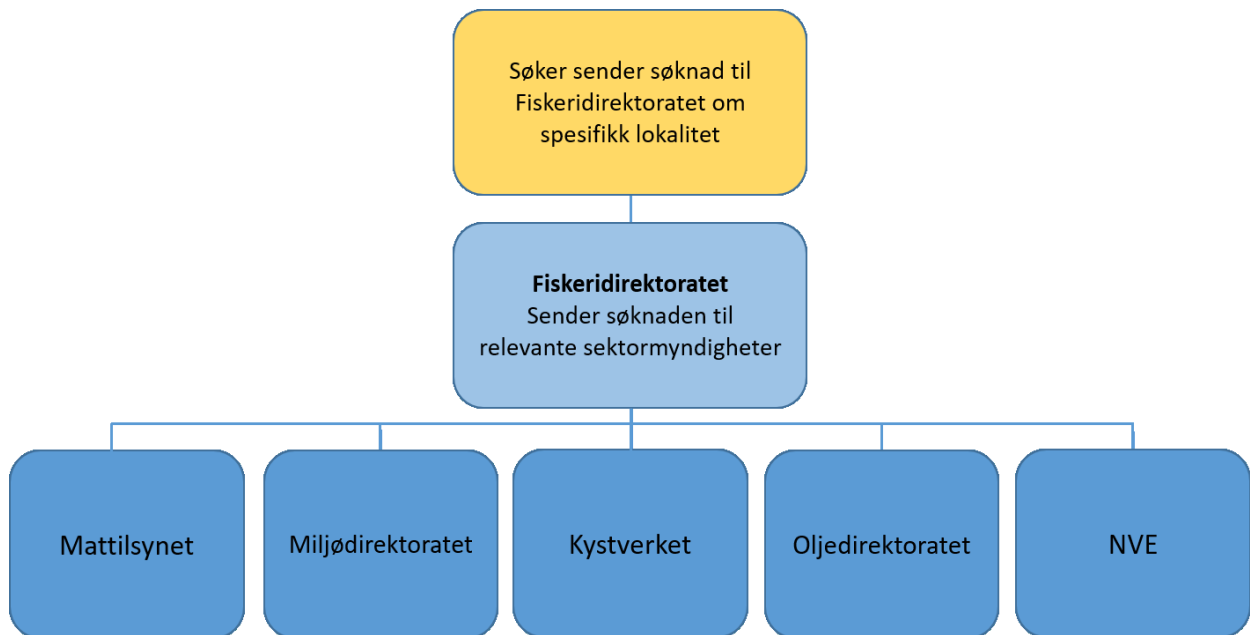 Søker sender søknad til
Fiskeridirektoratet om
spesifikk lokalitet
Fiskeridirektoratet
Sender søknaden til
relevante sektormyndigheter
Mattilsynet
Miljødirektoratet
Kystverket
Oljedirektoratet
NVE